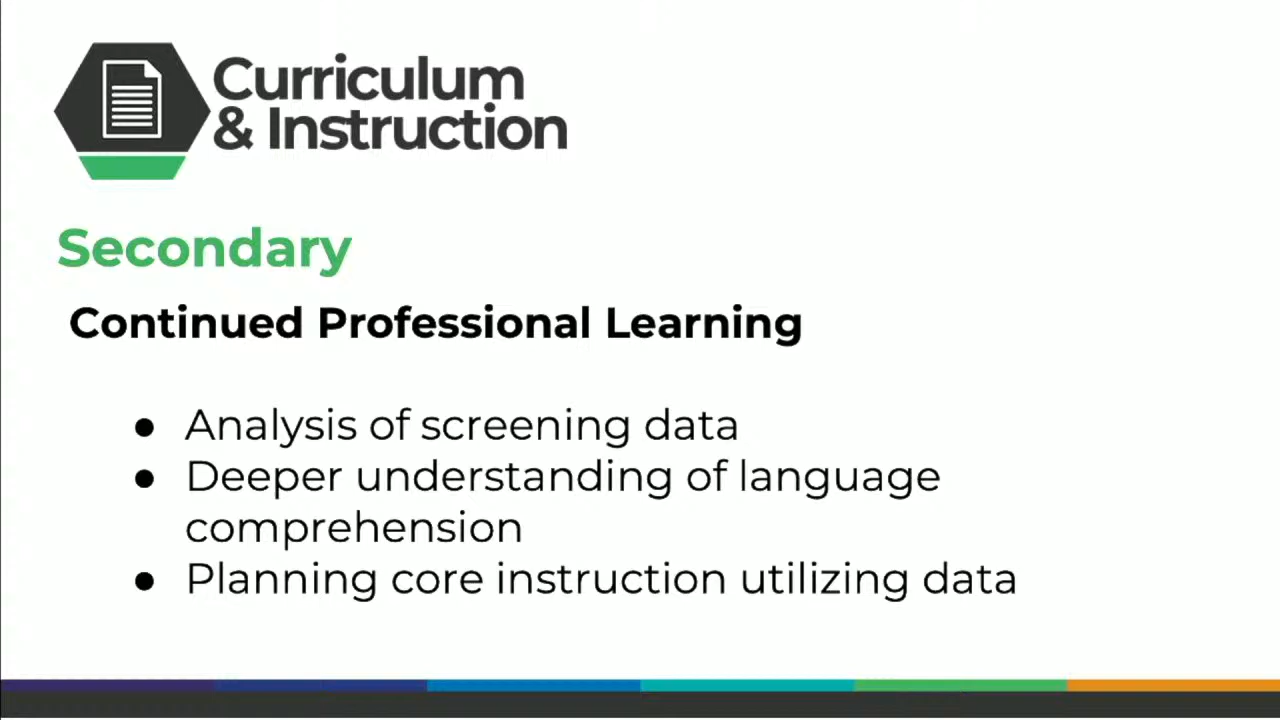 Curriculum
& Instruction
Secondary
Continued Professional Learning
● Analysis of screening data
● Deeper understanding of language
comprehension
● Planning core instruction utilizing data